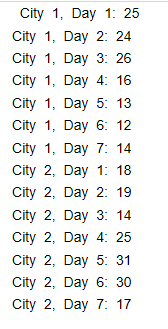 City 1, Day 1: 25
City 1, Day 2: 24
City 1, Day 3: 26
City 1, Day 4: 16
City 1, Day 5: 13
City 1, Day 6: 12
City 1, Day 7: 14
City 2, Day 1: 18
City 2, Day 2: 19
City 2, Day 3: 14
City 2, Day 4: 25
City 2, Day 5: 31
City 2, Day 6: 30
City 2, Day 7: 17